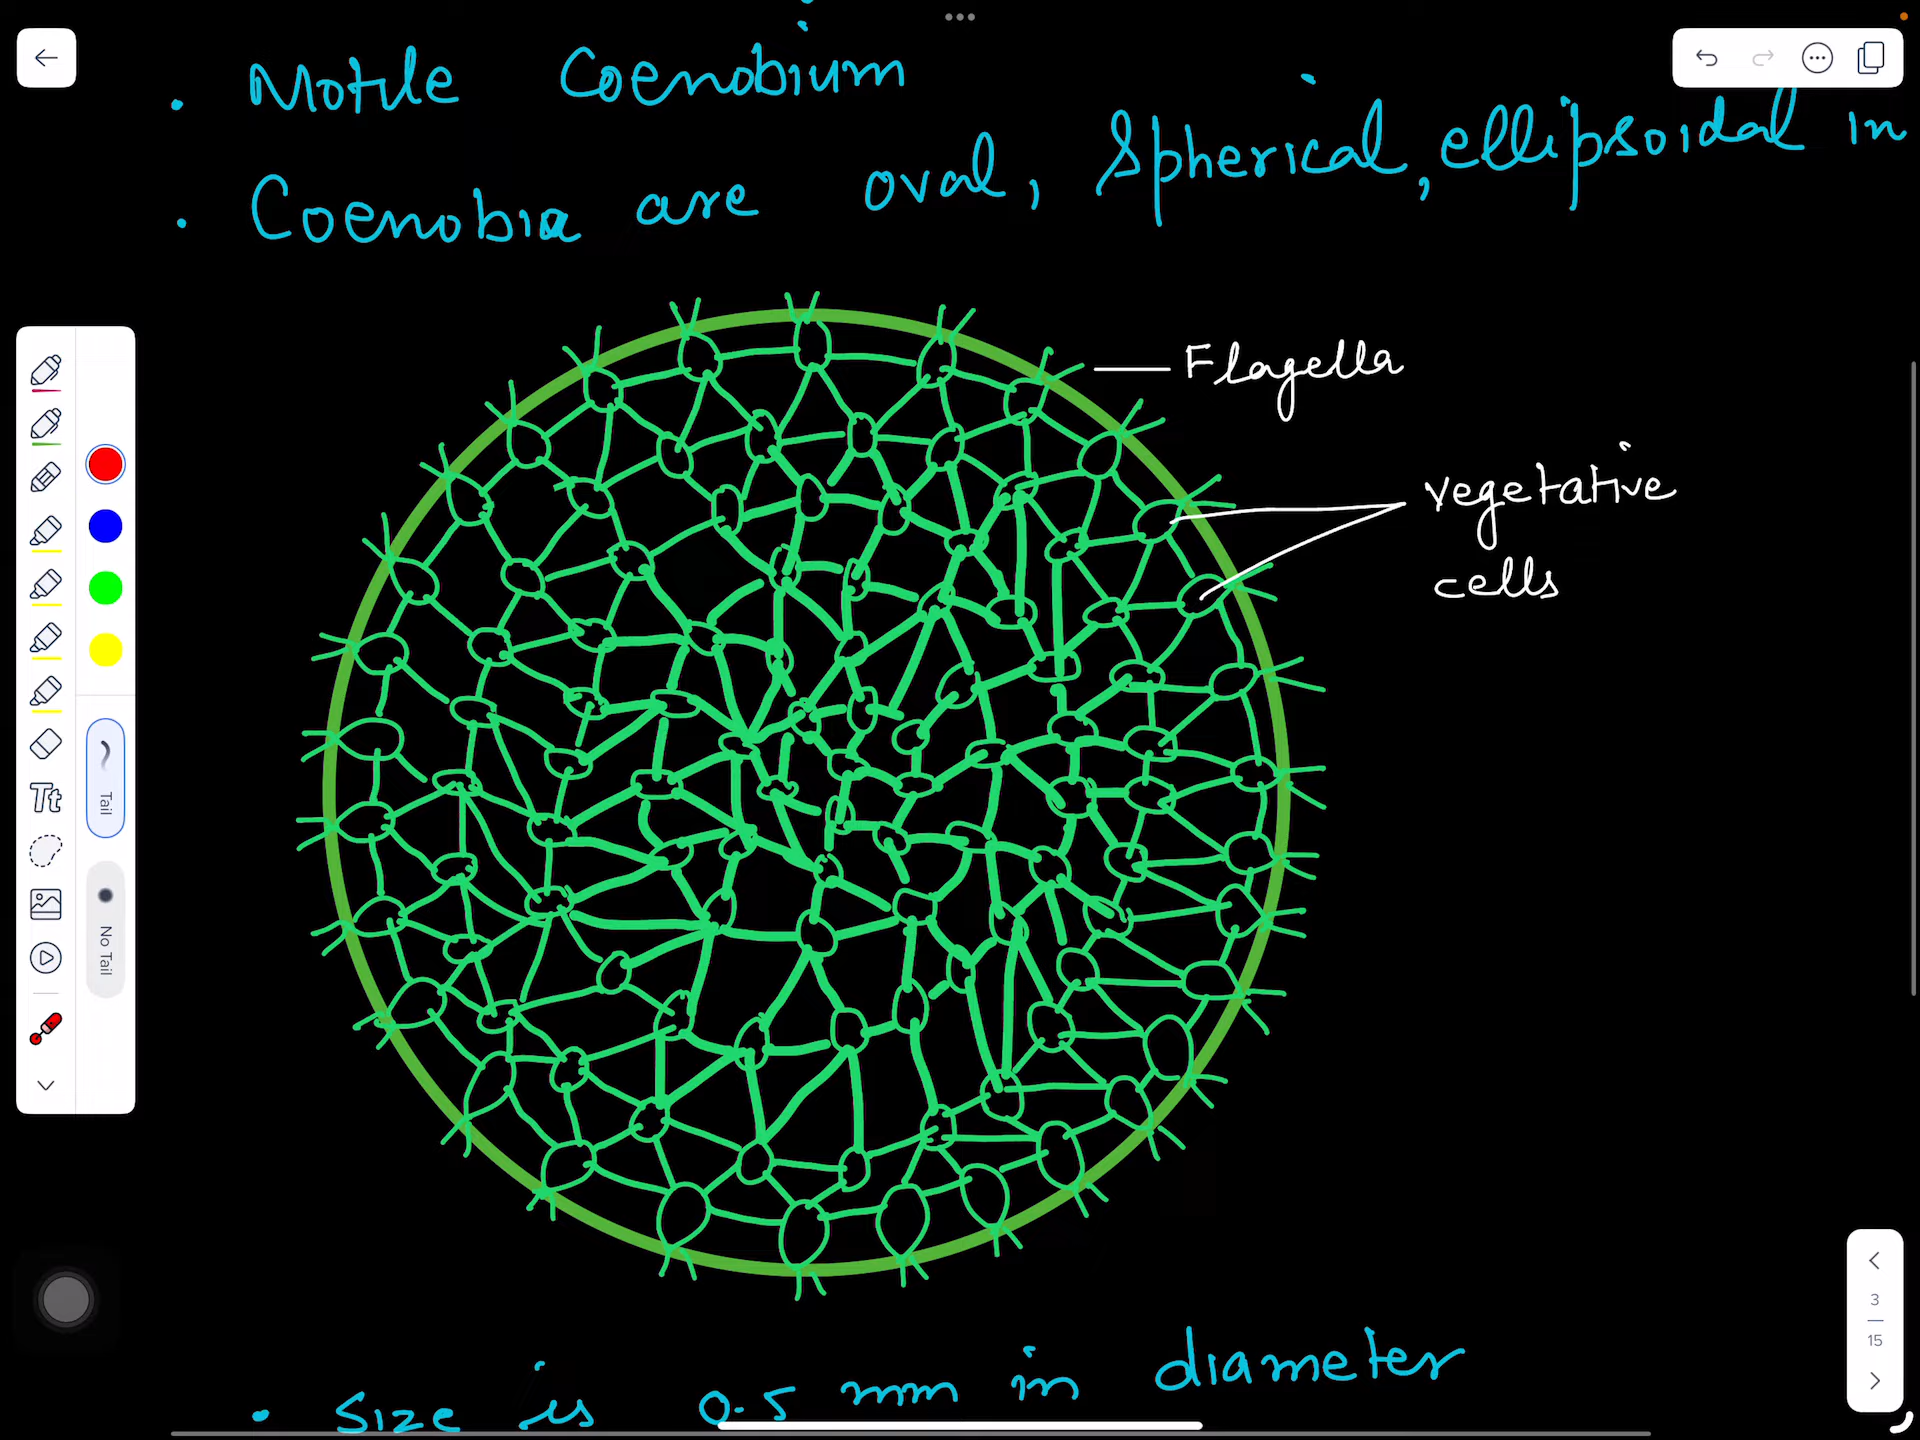 • Motile Coenobium
• Coenobia are oval, Spherical, ellipsoidal in
Flagella
vegetative
cells
• Size is 0.5 mm in diameter
Tt
Tail
No Tail
3
15